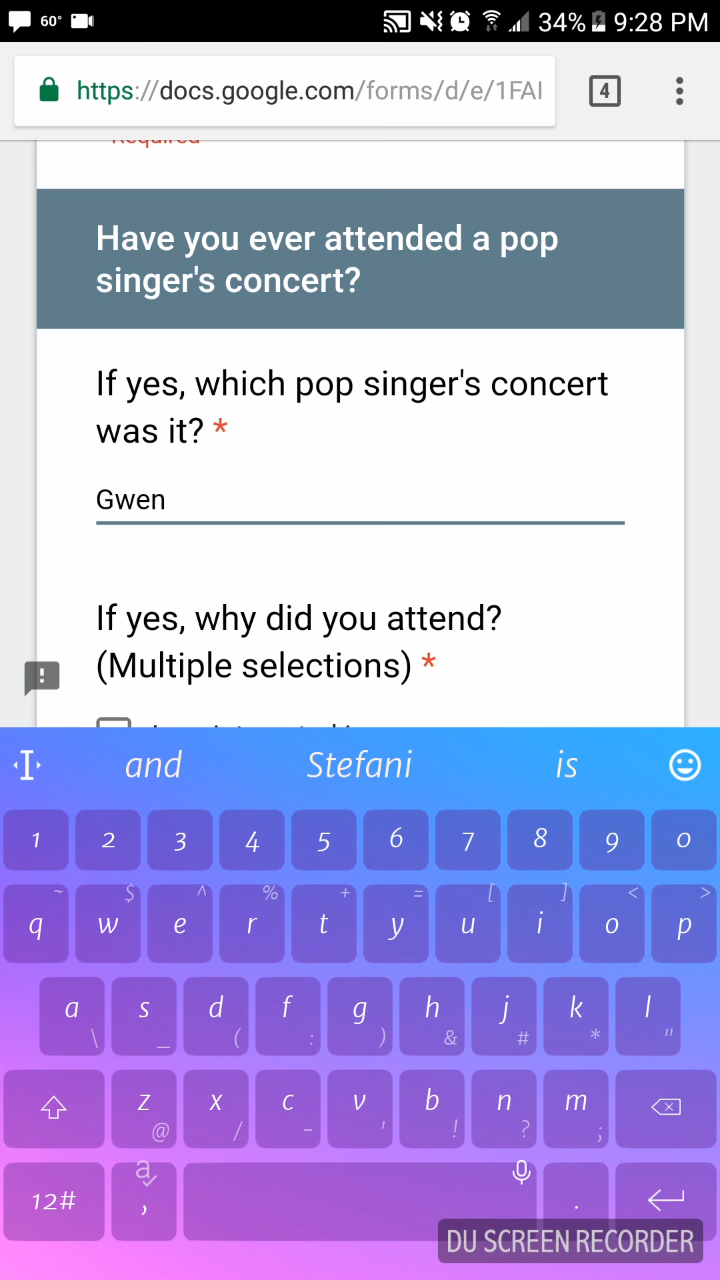 60°
34%
9:28 PM
https://docs.google.com/forms/d/e/1FAI
4
Required
Have you ever attended a pop
singer's concert?
If yes, which pop singer's concert
was it? *
Gwen
If yes, why did you attend?
(Multiple selections) *
and Stefani is
1 2 3 4 5 6 7 8 9 0
~ $ ^ % + = [ ] < >
q w e r t y u i o p
a s d f g h j k l
\ _ ( : ) & # * "
z x c v b n m
@ / - ' ! ? ;
12# , .
DU SCREEN RECORDER